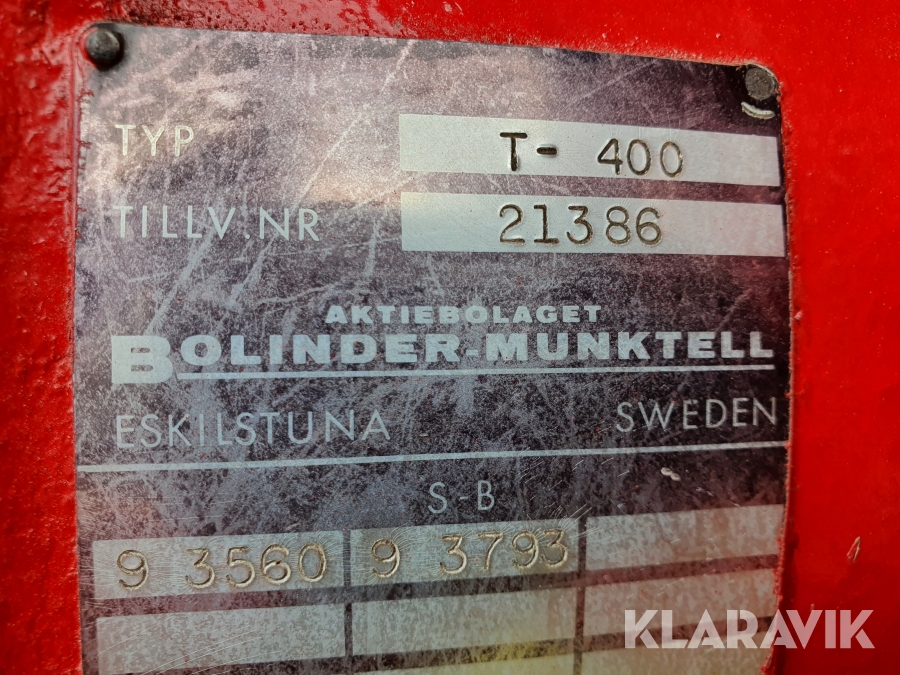 TYP T- 400
TILLV.NR 21386
AKTIEBOLAGET
BOLINDER-MUNKTELL
ESKILSTUNA SWEDEN
S-B
9 3560 9 3793
KLARAVIK